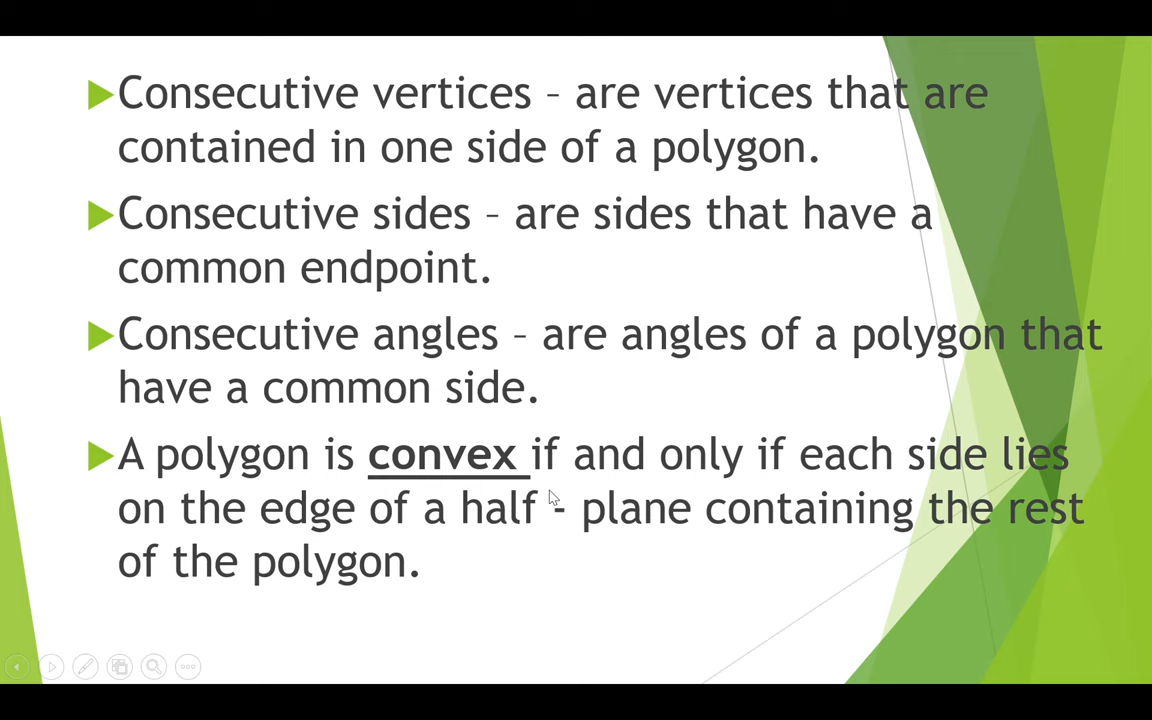 Consecutive vertices – are vertices that are
contained in one side of a polygon.
Consecutive sides – are sides that have a
common endpoint.
Consecutive angles – are angles of a polygon that
have a common side.
A polygon is convex if and only if each side lies
on the edge of a half - plane containing the rest
of the polygon.